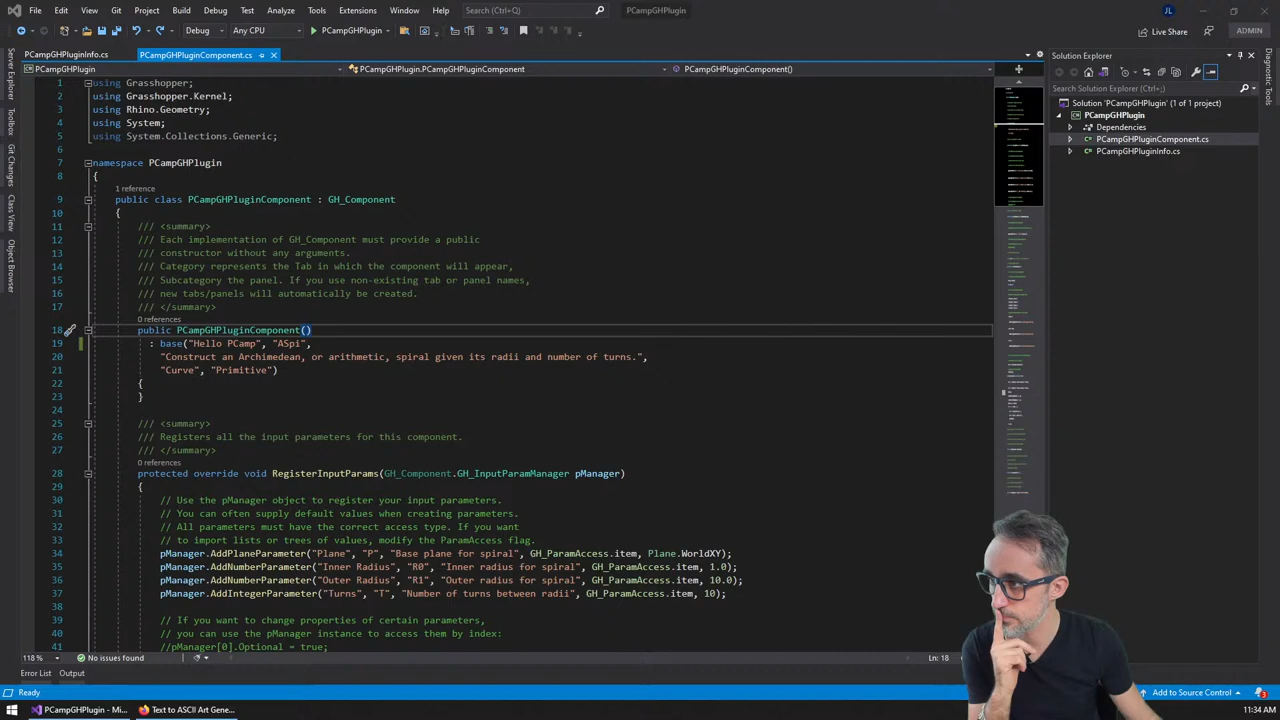 File Edit View Git Project Build Debug Test Analyze Tools Extensions Window Help Search (Ctrl+Q) PCampGHPlugin JL
Debug Any CPU PCampGHPlugin Live Share ADMIN
PCampGHPluginInfo.cs PCampGHPluginComponent.cs
PCampGHPlugin PCampGHPlugin.PCampGHPluginComponent PCampGHPluginComponent()
Server Explorer
Toolbox
Git Changes
Class View
Object Browser
1 using Grasshopper;
2 using Grasshopper.Kernel;
3 using Rhino.Geometry;
4 using System;
5 using System.Collections.Generic;
6
7 namespace PCampGHPlugin
8 {
1 reference
9 public class PCampGHPluginComponent : GH_Component
10 {
11 /// <summary>
12 /// Each implementation of GH_Component must provide a public
13 /// constructor without any arguments.
14 /// Category represents the Tab in which the component will appear,
15 /// Subcategory the panel. If you use non-existing tab or panel names,
16 /// new tabs/panels will automatically be created.
17 /// </summary>
0 references
18 public PCampGHPluginComponent()
19 : base("Hello PCamp", "ASpi",
20 "Construct an Archimedean, or arithmetic, spiral given its radii and number of turns.",
21 "Curve", "Primitive")
22 {
23 }
24
25 /// <summary>
26 /// Registers all the input parameters for this component.
27 /// </summary>
0 references
28 protected override void RegisterInputParams(GH_Component.GH_InputParamManager pManager)
29 {
30 // Use the pManager object to register your input parameters.
31 // You can often supply default values when creating parameters.
32 // All parameters must have the correct access type. If you want
33 // to import lists or trees of values, modify the ParamAccess flag.
34 pManager.AddPlaneParameter("Plane", "P", "Base plane for spiral", GH_ParamAccess.item, Plane.WorldXY);
35 pManager.AddNumberParameter("Inner Radius", "R0", "Inner radius for spiral", GH_ParamAccess.item, 1.0);
36 pManager.AddNumberParameter("Outer Radius", "R1", "Outer radius for spiral", GH_ParamAccess.item, 10.0);
37 pManager.AddIntegerParameter("Turns", "T", "Number of turns between radii", GH_ParamAccess.item, 10);
38
39 // If you want to change properties of certain parameters,
40 // you can use the pManager instance to access them by index:
41 //pManager[0].Optional = true;
Solution Explorer
Search Solution Explorer (Ctrl+;)
Solution 'PCampGHPlugin' (1 of 1 project)
PCampGHPlugin
Dependencies
PCampGHPluginComponent.cs
PCampGHPluginInfo.cs
Diagnostic Tools
118 % No issues found Ln: 18
Error List Output
Ready Add to Source Control 3
PCampGHPlugin - Mi... Text to ASCII Art Gene... 11:34 AM